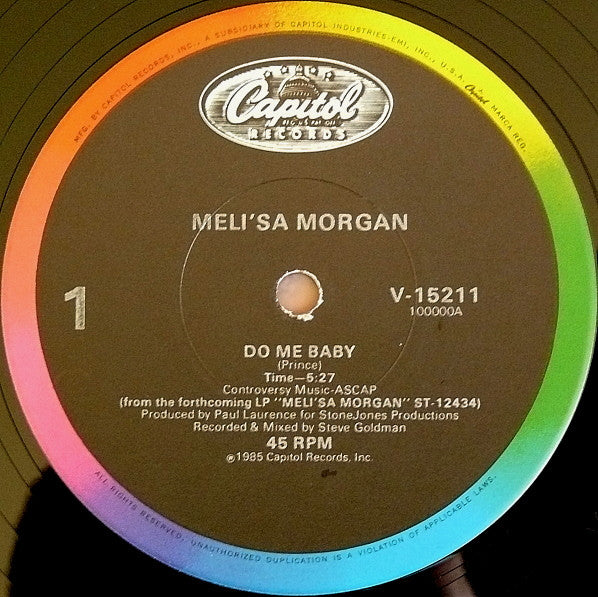 MFG. BY CAPITOL RECORDS, INC., A SUBSIDIARY OF CAPITOL INDUSTRIES-EMI, INC., U.S.A. Capitol MARCA REG.
Capitol
RECORDS
MELI'SA MORGAN
1
V-15211
100000A
DO ME BABY
(Prince)
Time—5:27
Controversy Music-ASCAP
(from the forthcoming LP "MELI'SA MORGAN" ST-12434)
Produced by Paul Laurence for StoneJones Productions
Recorded & Mixed by Steve Goldman
45 RPM
℗1985 Capitol Records, Inc.
ALL RIGHTS RESERVED. UNAUTHORIZED DUPLICATION IS A VIOLATION OF APPLICABLE LAWS.